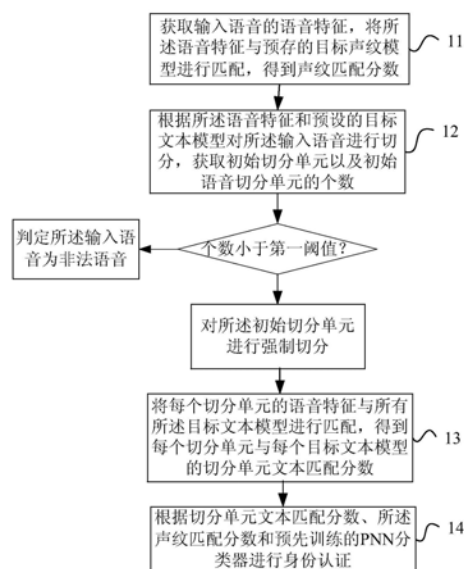 获取输入语音的语音特征，将所
述语音特征与预存的目标声纹模
型进行匹配，得到声纹匹配分数
11
根据所述语音特征和预设的目标
文本模型对所述输入语音进行切
分，获取初始切分单元以及初始
语音切分单元的个数
12
判定所述输入语
音为非法语音
个数小于第一阈值？
对所述初始切分单元
进行强制切分
将每个切分单元的语音特征与所有
所述目标文本模型进行匹配，得到
每个切分单元与每个目标文本模型
的切分单元文本匹配分数
13
根据切分单元文本匹配分数、所述
声纹匹配分数和预先训练的PNN分
类器进行身份认证
14